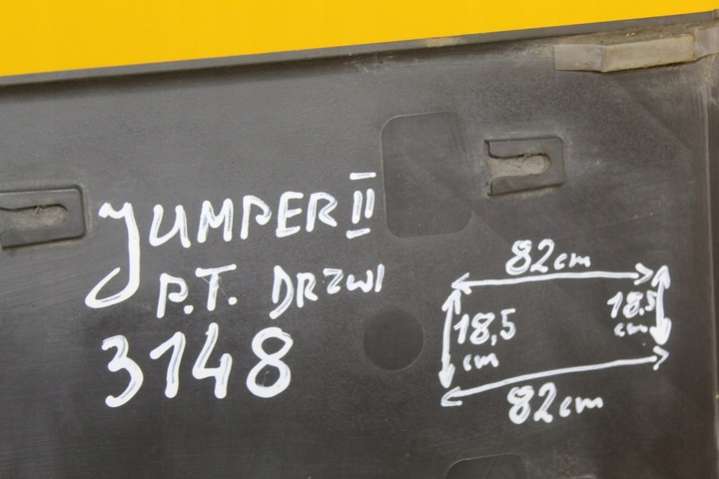 JUMPER II
P.T. DRZWI
3148
82cm
18,5
cm
18.5
cm
82cm